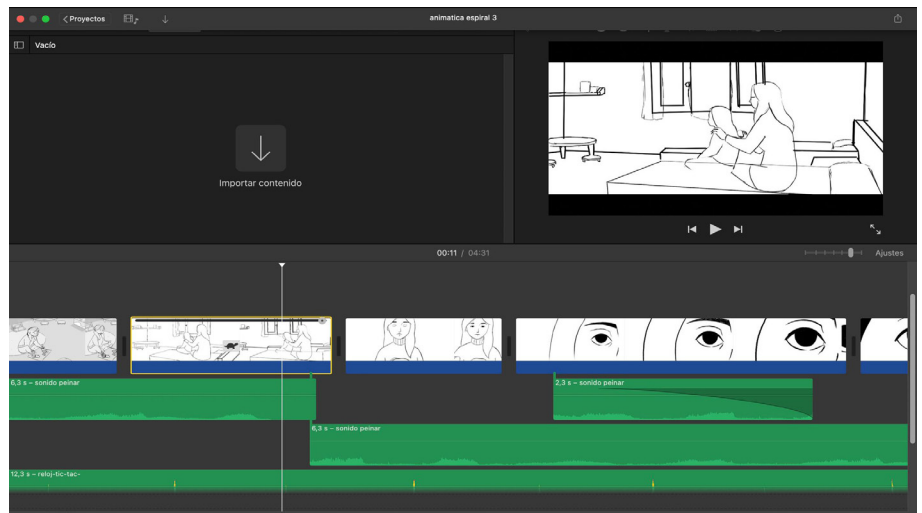 Proyectos
animatica espiral 3
Vacío
Importar contenido
00:11 / 04:31
Ajustes
6,3 s – sonido peinar
2,3 s – sonido peinar
6,3 s – sonido peinar
12,3 s – reloj-tic-tac-